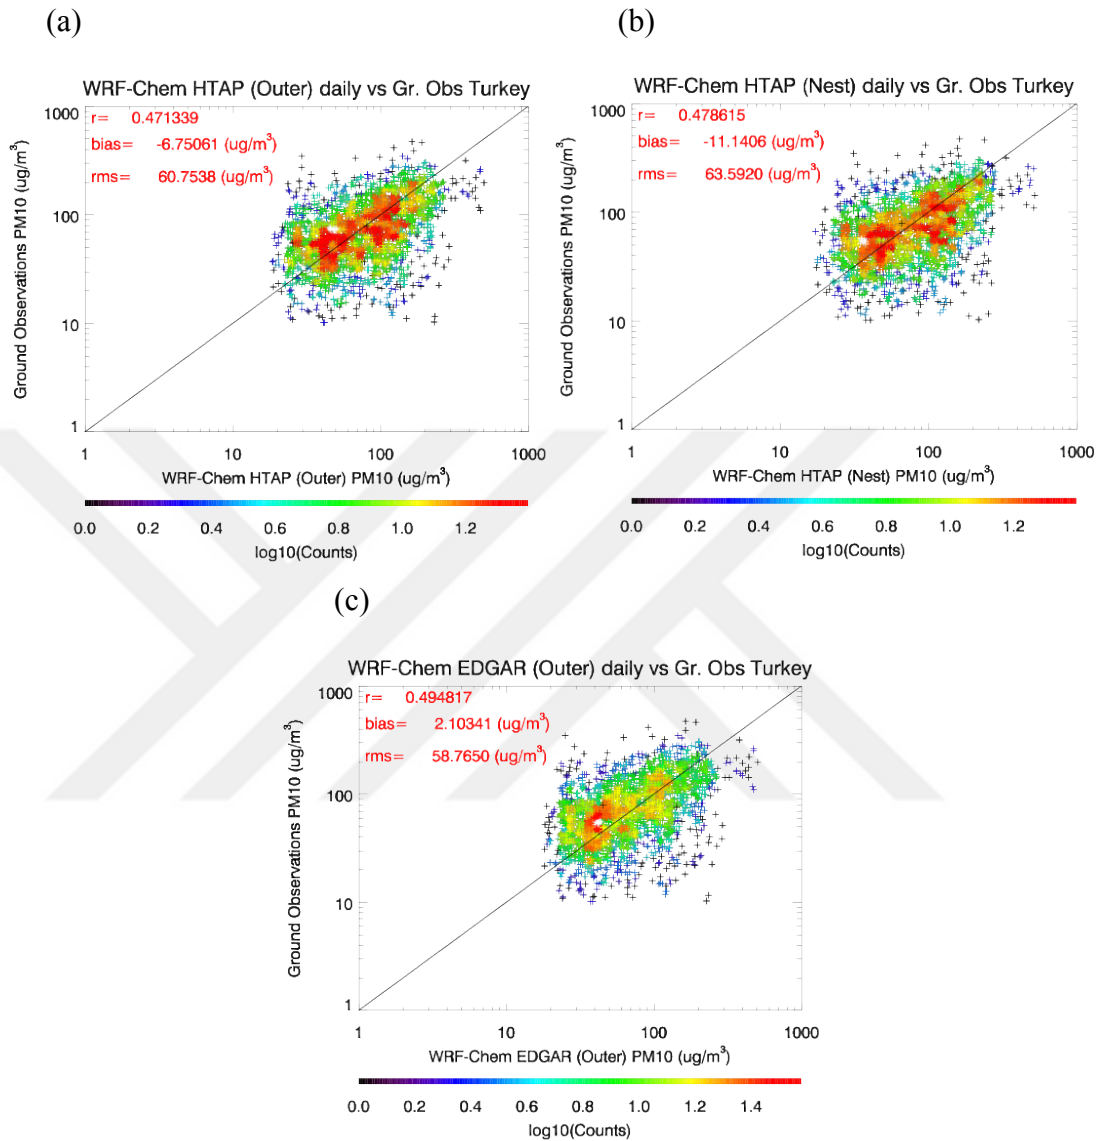 (a)
WRF-Chem HTAP (Outer) daily vs Gr. Obs Turkey
r= 0.471339
bias= -6.75061 (ug/m³)
rms= 60.7538 (ug/m³)
Ground Observations PM10 (ug/m³)
1000
100
10
1
1 10 100 1000
WRF-Chem HTAP (Outer) PM10 (ug/m³)
0.0 0.2 0.4 0.6 0.8 1.0 1.2
log10(Counts)
(b)
WRF-Chem HTAP (Nest) daily vs Gr. Obs Turkey
r= 0.478615
bias= -11.1406 (ug/m³)
rms= 63.5920 (ug/m³)
Ground Observations PM10 (ug/m³)
1000
100
10
1
1 10 100 1000
WRF-Chem HTAP (Nest) PM10 (ug/m³)
0.0 0.2 0.4 0.6 0.8 1.0 1.2
log10(Counts)
(c)
WRF-Chem EDGAR (Outer) daily vs Gr. Obs Turkey
r= 0.494817
bias= 2.10341 (ug/m³)
rms= 58.7650 (ug/m³)
Ground Observations PM10 (ug/m³)
1000
100
10
1
1 10 100 1000
WRF-Chem EDGAR (Outer) PM10 (ug/m³)
0.0 0.2 0.4 0.6 0.8 1.0 1.2 1.4
log10(Counts)